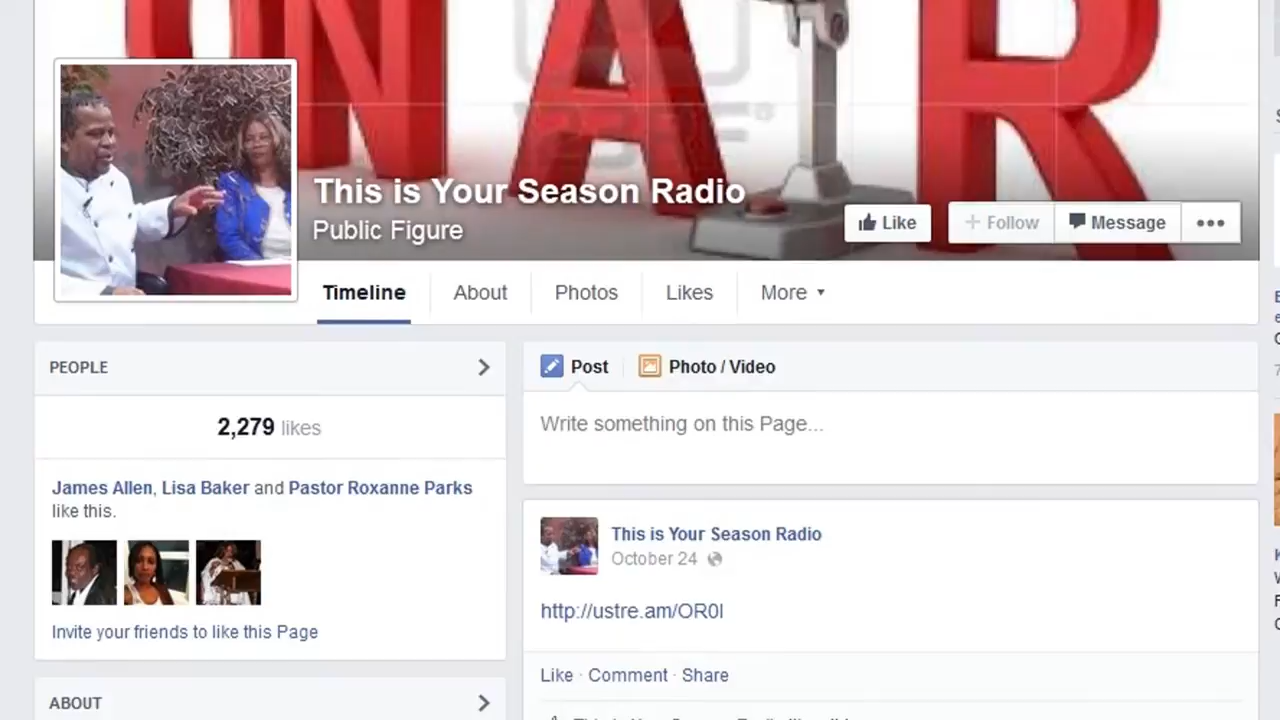 ON AIR
This is Your Season Radio
Public Figure
Like
Follow
Message
Timeline
About
Photos
Likes
More
PEOPLE
2,279 likes
James Allen, Lisa Baker and Pastor Roxanne Parks
like this.
Invite your friends to like this Page
ABOUT
Post
Photo / Video
Write something on this Page...
This is Your Season Radio
October 24
http://ustre.am/OR0I
Like · Comment · Share